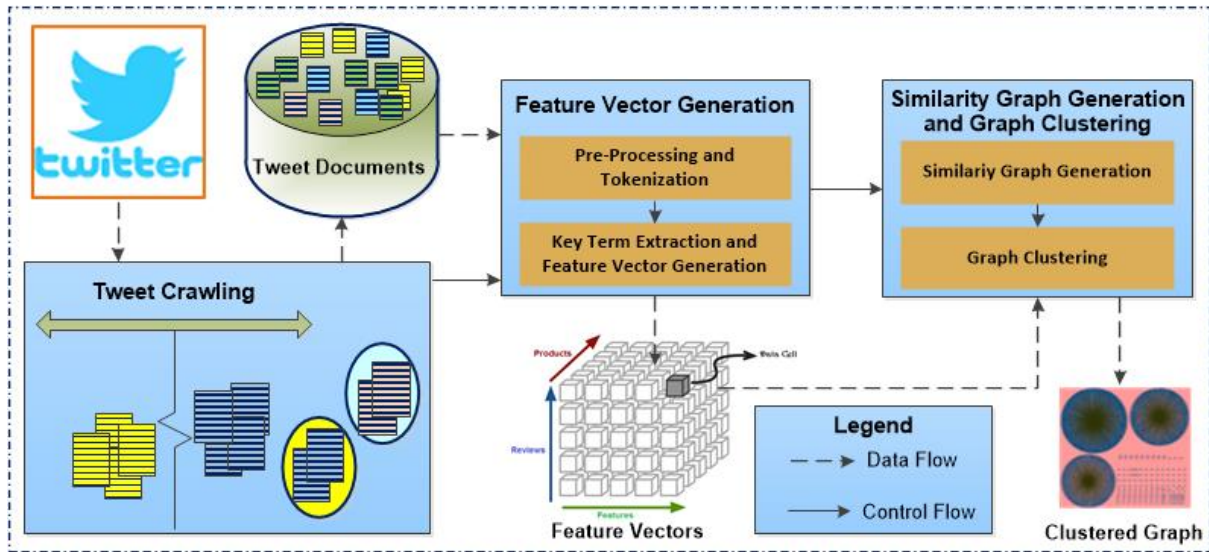 twitter
Tweet Documents
Feature Vector Generation
Pre-Processing and
Tokenization
Key Term Extraction and
Feature Vector Generation
Similarity Graph Generation
and Graph Clustering
Similariy Graph Generation
Graph Clustering
Tweet Crawling
Products
Reviews
Features
Feature Vectors
Legend
Data Flow
Control Flow
Clustered Graph